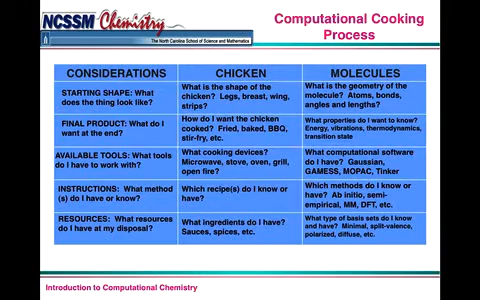 NCSSM Chemistry
The North Carolina School of Science and Mathematics
Computational Cooking
Process
CONSIDERATIONS
CHICKEN
MOLECULES
STARTING SHAPE: What
does the thing look like?
What is the shape of the
chicken? Legs, breast, wing,
strips?
What is the geometry of the
molecule? Atoms, bonds,
angles and lengths?
FINAL PRODUCT: What do I
want at the end?
How do I want the chicken
cooked? Fried, baked, BBQ,
stir-fry, etc.
What properties do I want to know?
Energy, vibrations, thermodynamics,
transition state
AVAILABLE TOOLS: What tools
do I have to work with?
What cooking devices?
Microwave, stove, oven, grill,
open fire?
What computational software
do I have? Gaussian,
GAMESS, MOPAC, Tinker
INSTRUCTIONS: What method
(s) do I have or know?
Which recipe(s) do I know or
have?
Which methods do I know or
have? Ab initio, semi-
empirical, MM, DFT, etc.
RESOURCES: What resources
do I have at my disposal?
What ingredients do I have?
Sauces, spices, etc.
What type of basis sets do I know
and have? Minimal, split-valence,
polarized, diffuse, etc.
Introduction to Computational Chemistry